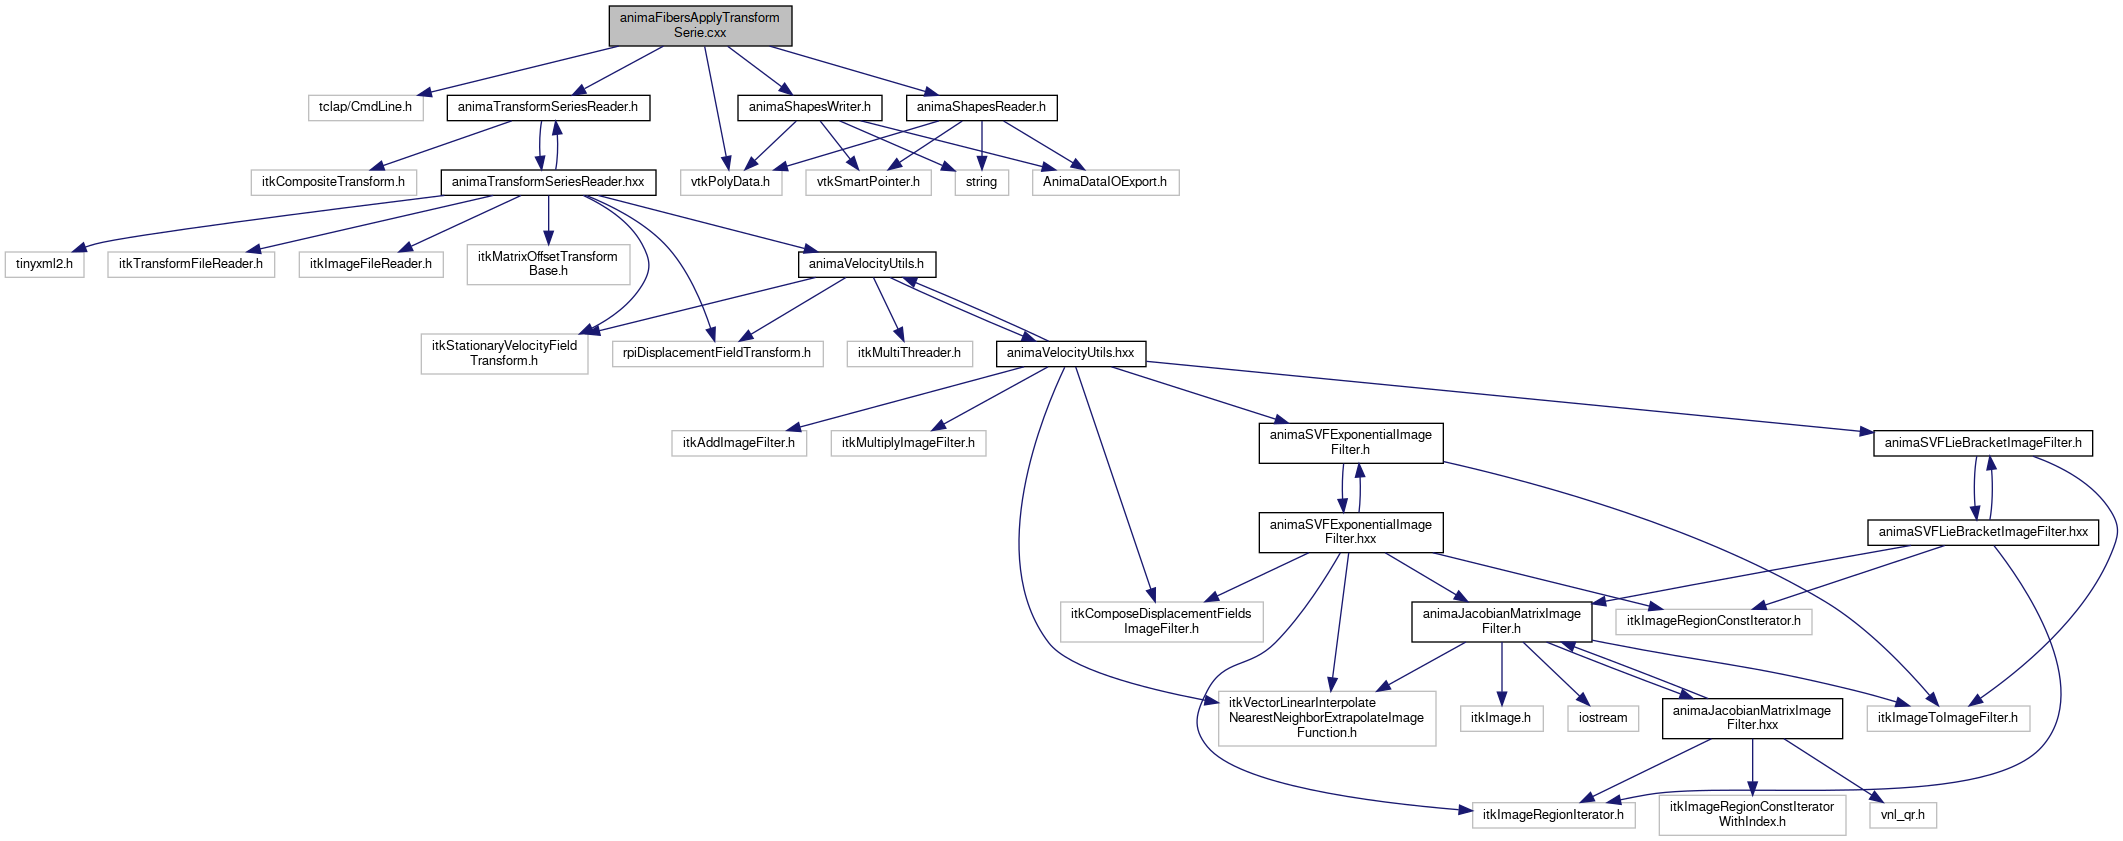 animaFibersApplyTransform
Serie.cxx
tclap/CmdLine.h
animaTransformSeriesReader.h
animaShapesWriter.h
animaShapesReader.h
itkCompositeTransform.h
animaTransformSeriesReader.hxx
vtkPolyData.h
vtkSmartPointer.h
string
AnimaDataIOExport.h
tinyxml2.h
itkTransformFileReader.h
itkImageFileReader.h
itkMatrixOffsetTransform
Base.h
animaVelocityUtils.h
itkStationaryVelocityField
Transform.h
rpiDisplacementFieldTransform.h
itkMultiThreader.h
animaVelocityUtils.hxx
itkAddImageFilter.h
itkMultiplyImageFilter.h
animaSVFExponentialImage
Filter.h
animaSVFLieBracketImageFilter.h
animaSVFExponentialImage
Filter.hxx
animaSVFLieBracketImageFilter.hxx
itkComposeDisplacementFields
ImageFilter.h
animaJacobianMatrixImage
Filter.h
itkImageRegionConstIterator.h
itkVectorLinearInterpolate
NearestNeighborExtrapolateImage
Function.h
itkImage.h
iostream
animaJacobianMatrixImage
Filter.hxx
itkImageToImageFilter.h
itkImageRegionIterator.h
itkImageRegionConstIterator
WithIndex.h
vnl_qr.h